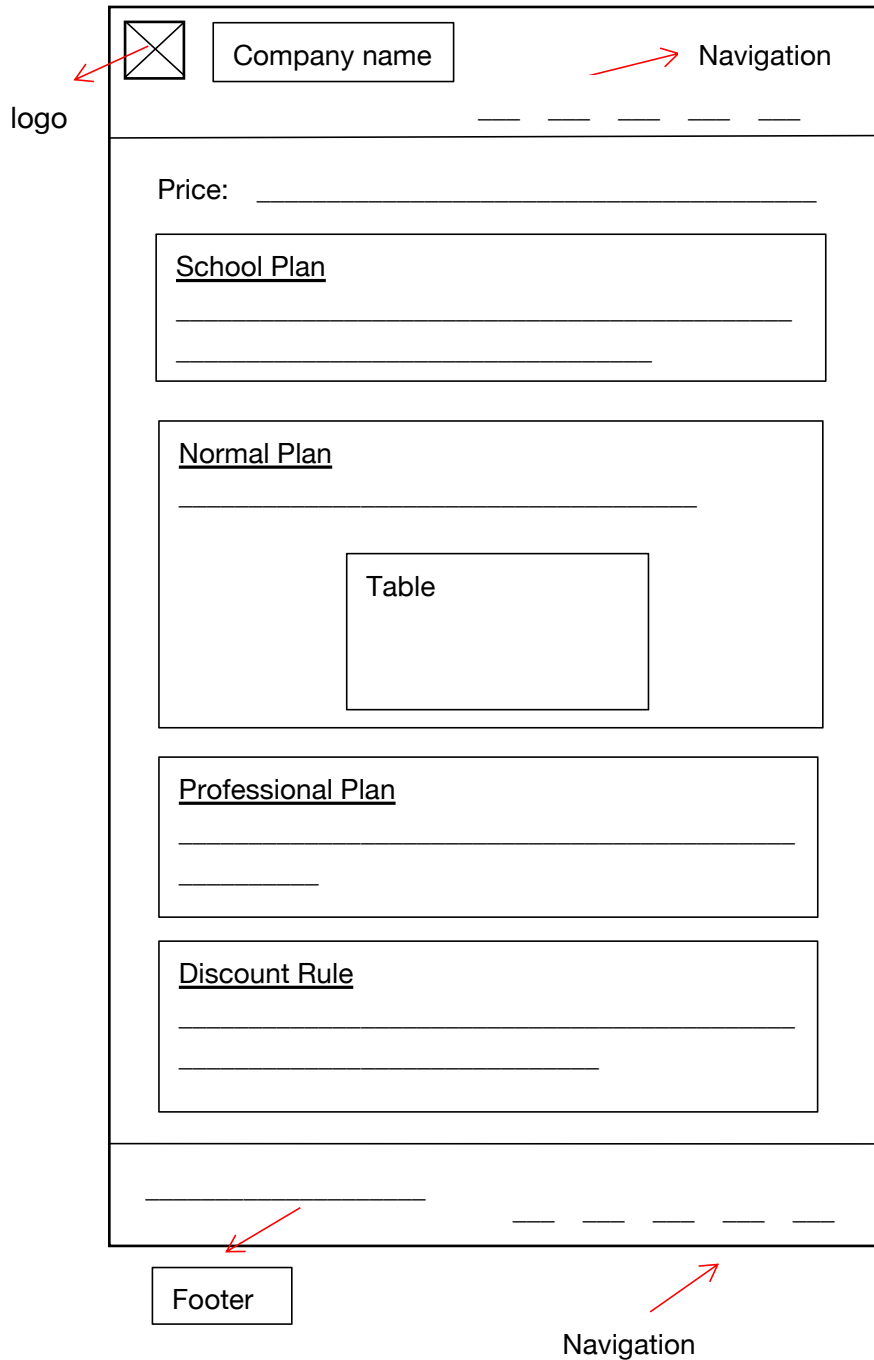 Company name
Navigation
logo
Price:
School Plan
Normal Plan
Table
Professional Plan
Discount Rule
Footer
Navigation